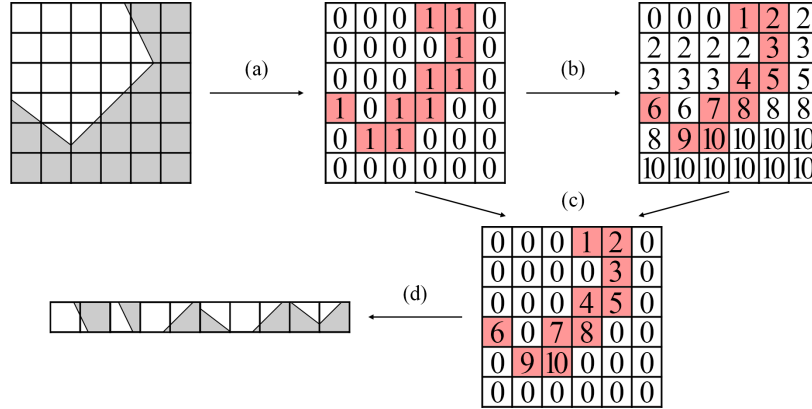 (a)
0 0 0 1 1 0
0 0 0 0 1 0
0 0 0 1 1 0
1 0 1 1 0 0
0 1 1 0 0 0
0 0 0 0 0 0
(b)
0 0 0 1 2 2
2 2 2 2 3 3
3 3 3 4 5 5
6 6 7 8 8 8
8 9 10 10 10 10
10 10 10 10 10 10
(c)
0 0 0 1 2 0
0 0 0 0 3 0
0 0 0 4 5 0
6 0 7 8 0 0
0 9 10 0 0 0
0 0 0 0 0 0
(d)